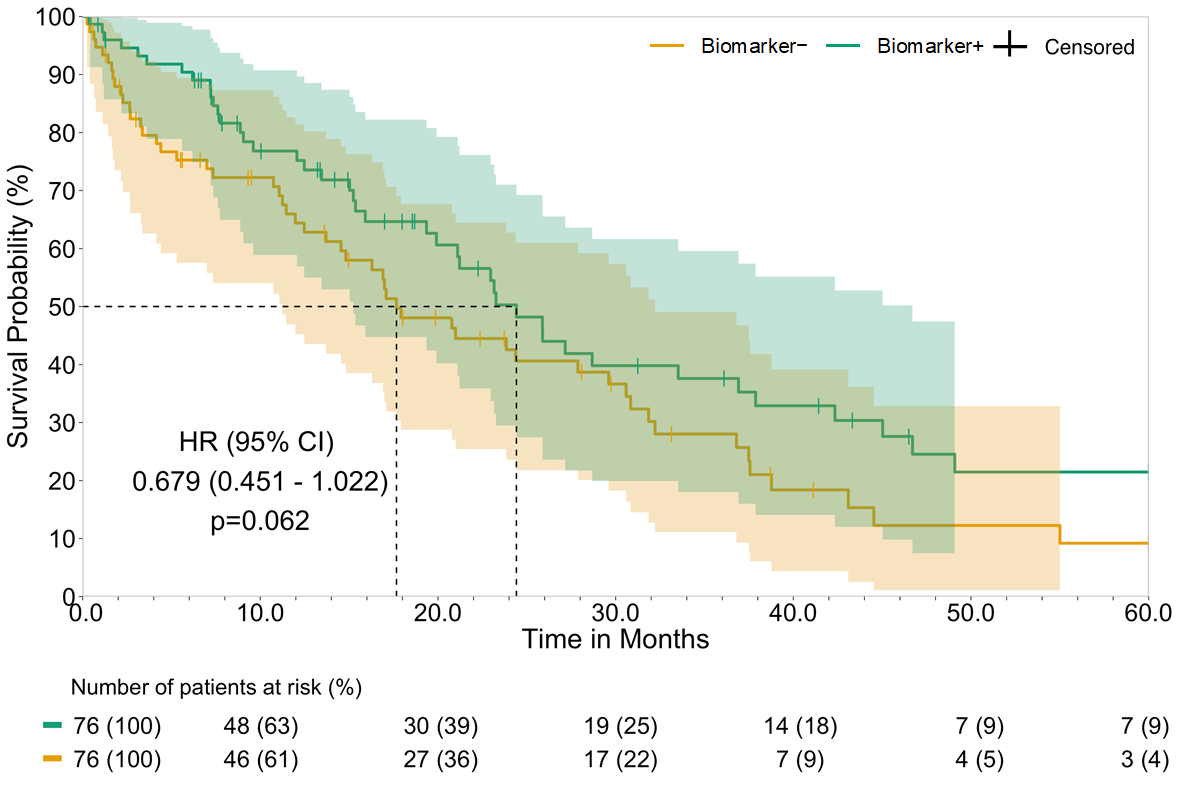 Biomarker− Biomarker+ Censored
Survival Probability (%)
100
90
80
70
60
50
40
30
20
10
0
HR (95% CI)
0.679 (0.451 - 1.022)
p=0.062
0.0 10.0 20.0 30.0 40.0 50.0 60.0
Time in Months
Number of patients at risk (%)
76 (100) 48 (63) 30 (39) 19 (25) 14 (18) 7 (9) 7 (9)
76 (100) 46 (61) 27 (36) 17 (22) 7 (9) 4 (5) 3 (4)